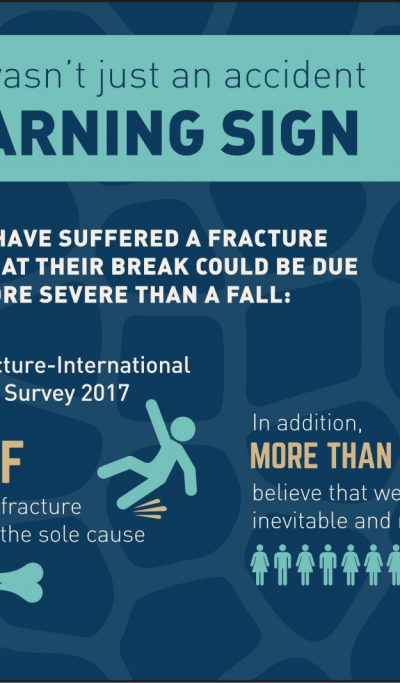 wasn't just an accident
ARNING SIGN
HAVE SUFFERED A FRACTURE
AT THEIR BREAK COULD BE DUE
ORE SEVERE THAN A FALL:
cture-International
Survey 2017
F
fracture
the sole cause
In addition,
MORE THAN
believe that we
inevitable and